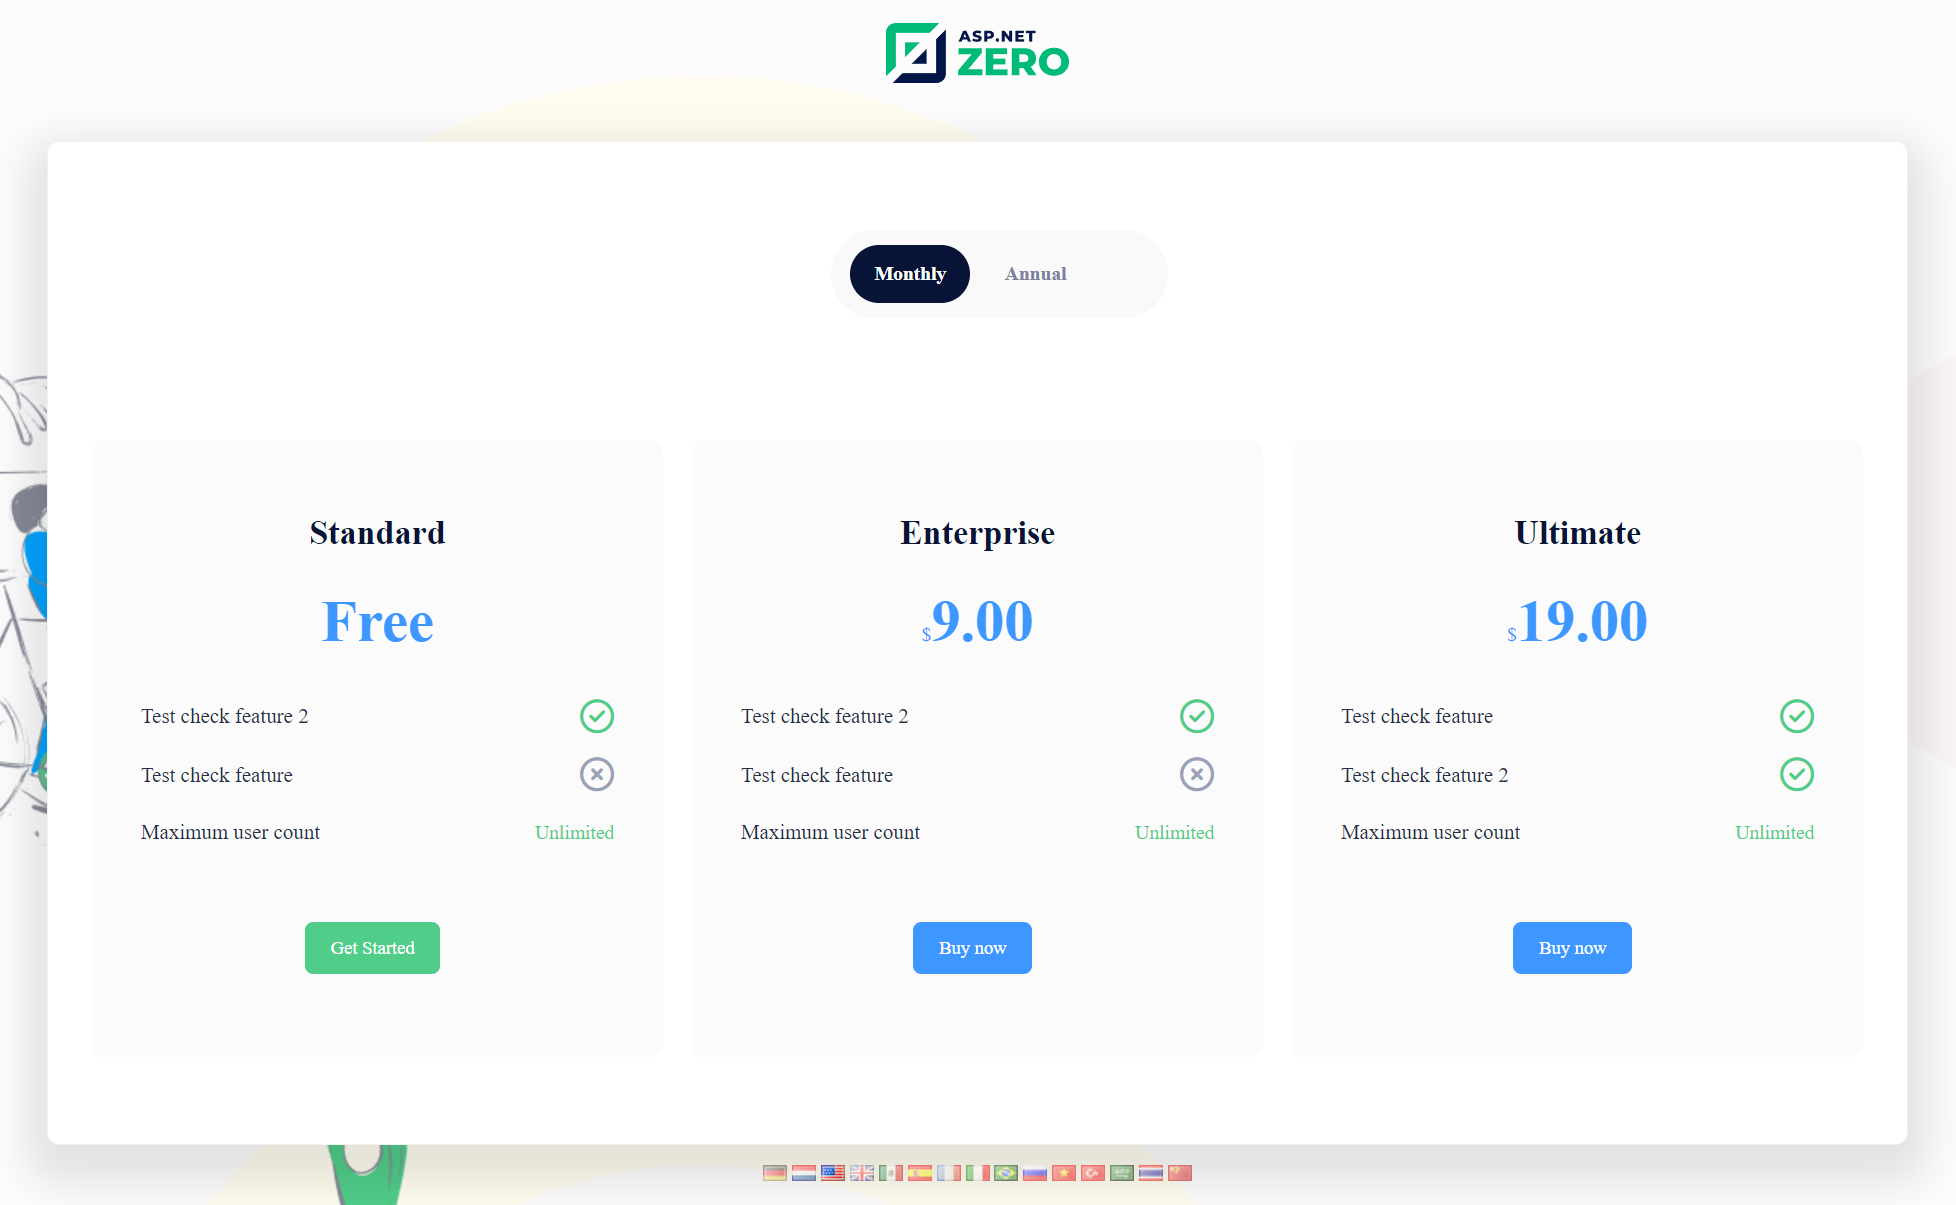 ASP.NET
ZERO
Monthly
Annual
Standard
Free
Test check feature 2
Test check feature
Maximum user count Unlimited
Get Started
Enterprise
$9.00
Test check feature 2
Test check feature
Maximum user count Unlimited
Buy now
Ultimate
$19.00
Test check feature
Test check feature 2
Maximum user count Unlimited
Buy now